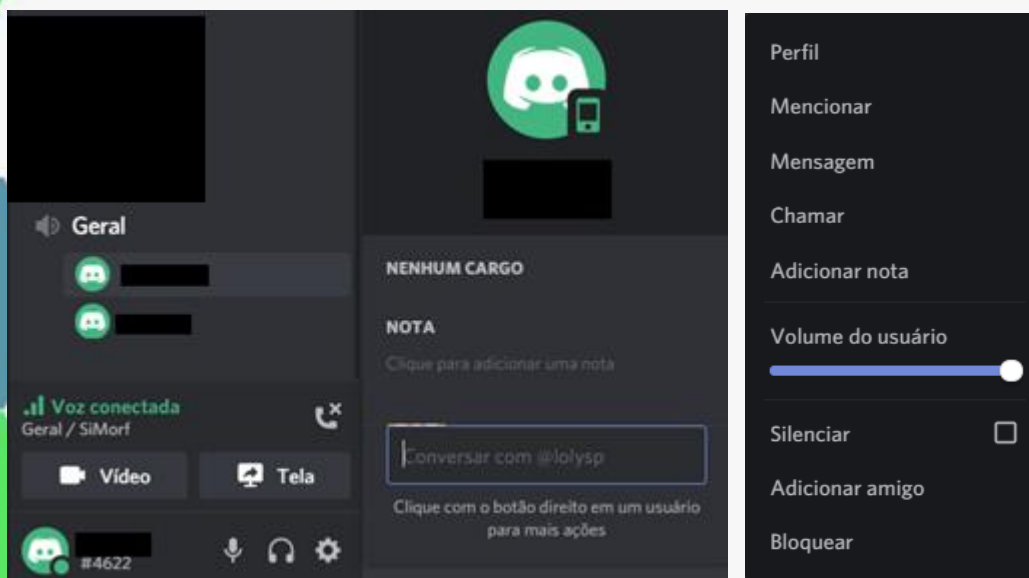 Geral
Voz conectada
Geral / SiMorf
Vídeo
Tela
#4622
NENHUM CARGO
NOTA
Clique para adicionar uma nota
Conversar com @lolysp
Clique com o botão direito em um usuário
para mais ações
Perfil
Mencionar
Mensagem
Chamar
Adicionar nota
Volume do usuário
Silenciar
Adicionar amigo
Bloquear